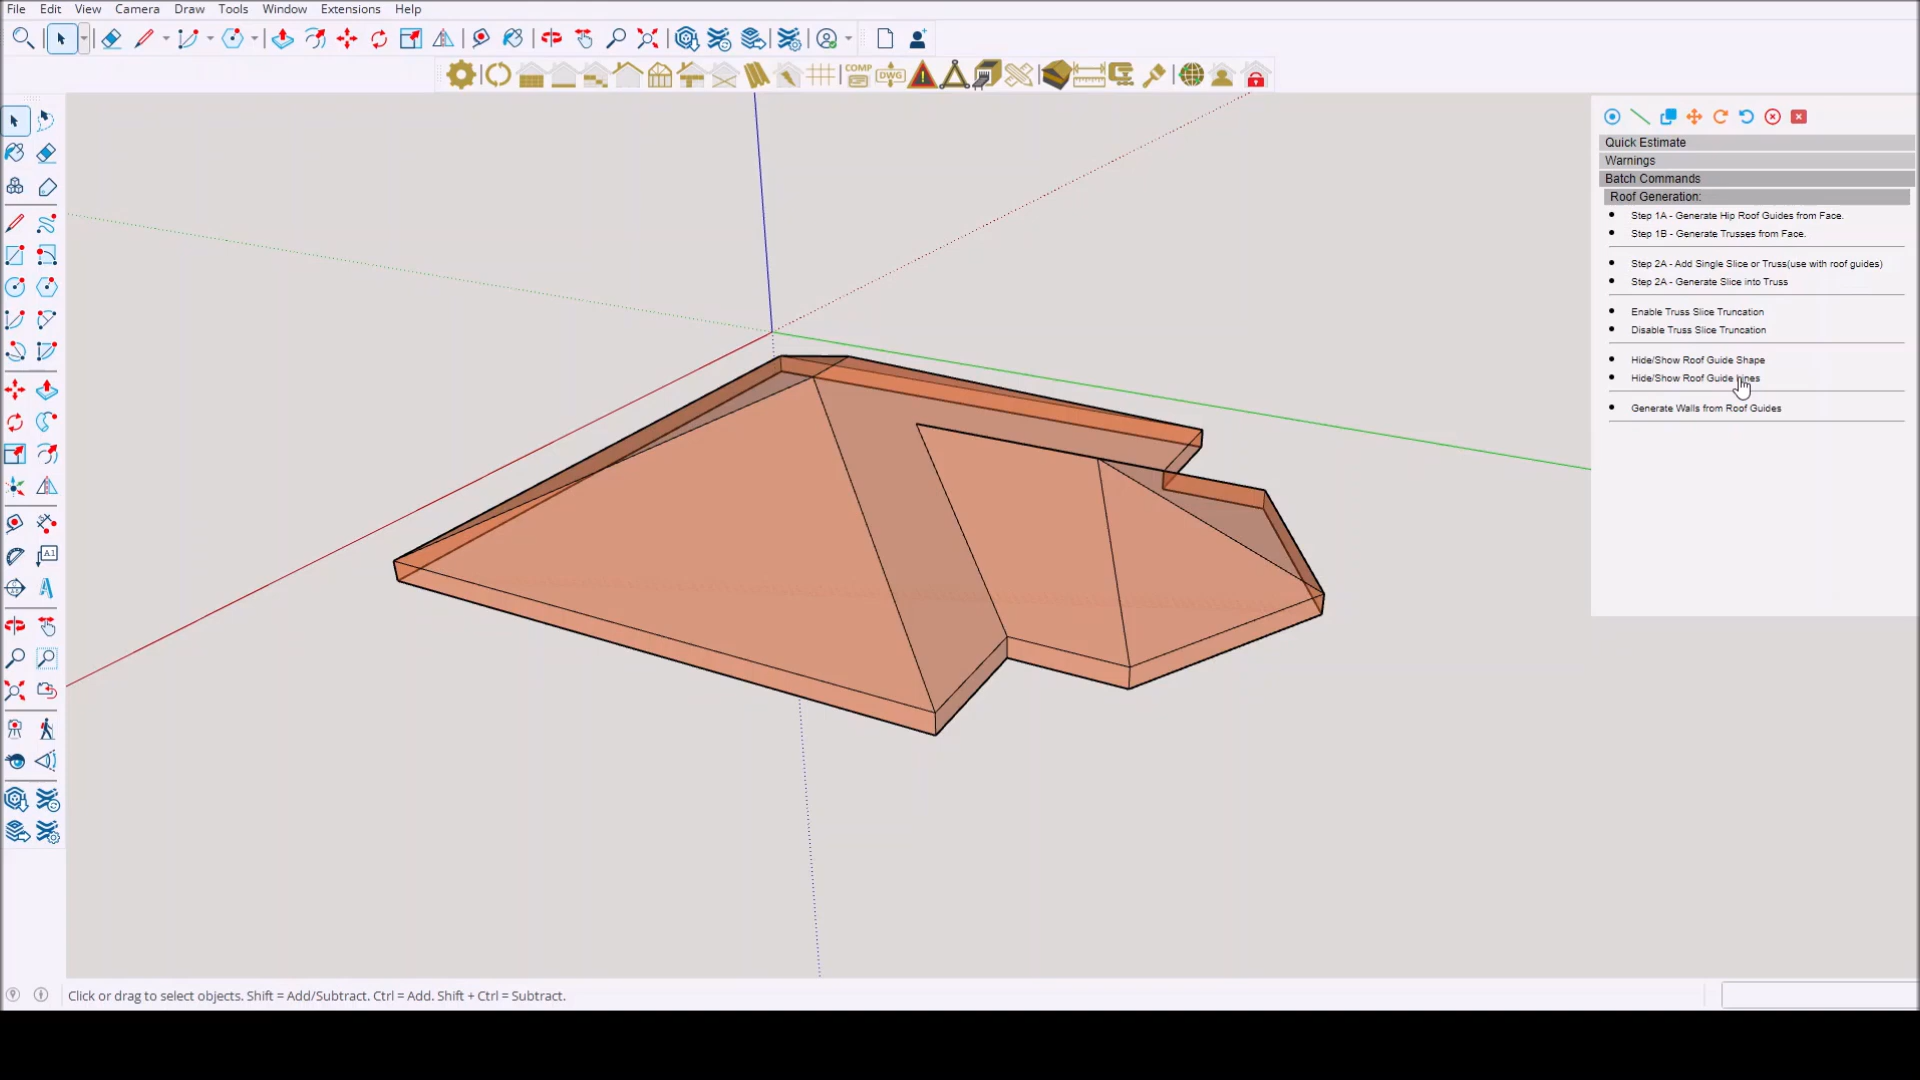 File Edit View Camera Draw Tools Window Extensions Help
COMP DWG
Quick Estimate
Warnings
Batch Commands
Roof Generation:
Step 1A - Generate Hip Roof Guides from Face.
Step 1B - Generate Trusses from Face.
Step 2A - Add Single Slice or Truss(use with roof guides)
Step 2A - Generate Slice into Truss
Enable Truss Slice Truncation
Disable Truss Slice Truncation
Hide/Show Roof Guide Shape
Hide/Show Roof Guide Lines
Generate Walls from Roof Guides
A1
A
Click or drag to select objects. Shift = Add/Subtract. Ctrl = Add. Shift + Ctrl = Subtract.